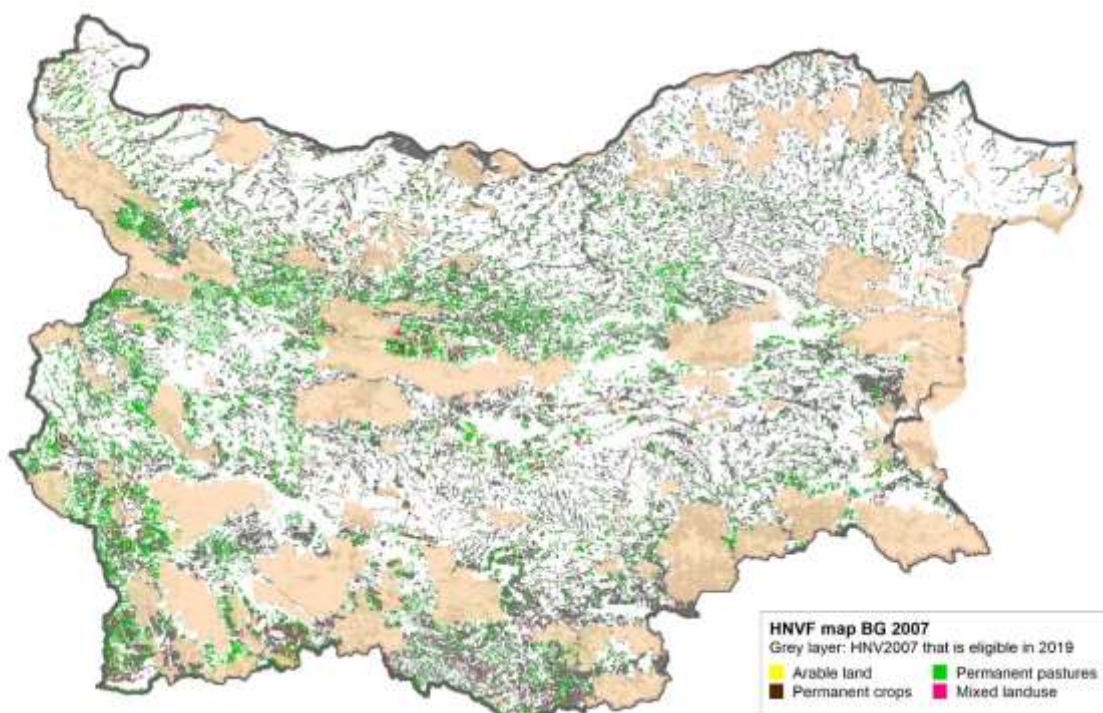 HNVF map BG 2007
Grey layer: HNV2007 that is eligible in 2019
Arable land
Permanent pastures
Permanent crops
Mixed landuse